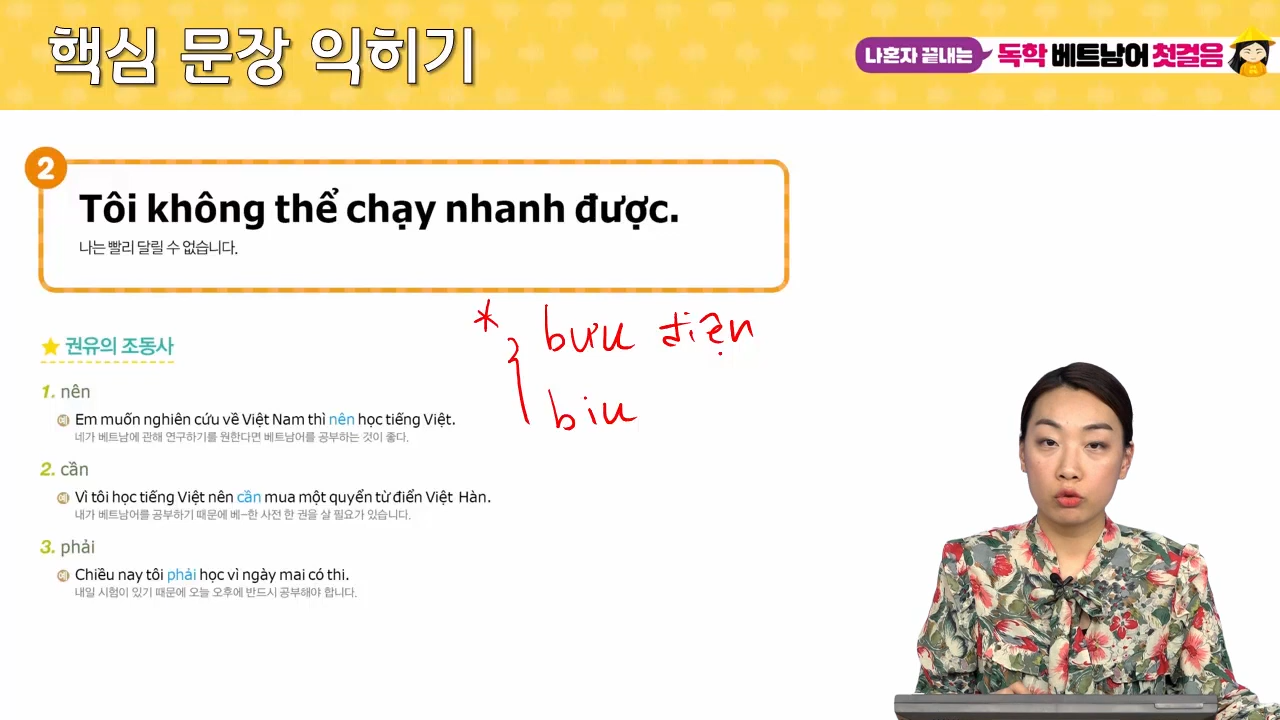 핵심 문장 익히기
나혼자 끝내는 독학 베트남어 첫걸음
2
Tôi không thể chạy nhanh được.
나는 빨리 달릴 수 없습니다.
* bưu điện
biu
권유의 조동사
1. nên
예 Em muốn nghiên cứu về Việt Nam thì nên học tiếng Việt.
네가 베트남에 관해 연구하기를 원한다면 베트남어를 공부하는 것이 좋다.
2. cần
예 Vì tôi học tiếng Việt nên cần mua một quyển từ điển Việt Hàn.
내가 베트남어를 공부하기 때문에 베-한 사전 한 권을 살 필요가 있습니다.
3. phải
예 Chiều nay tôi phải học vì ngày mai có thi.
내일 시험이 있기 때문에 오늘 오후에 반드시 공부해야 합니다.